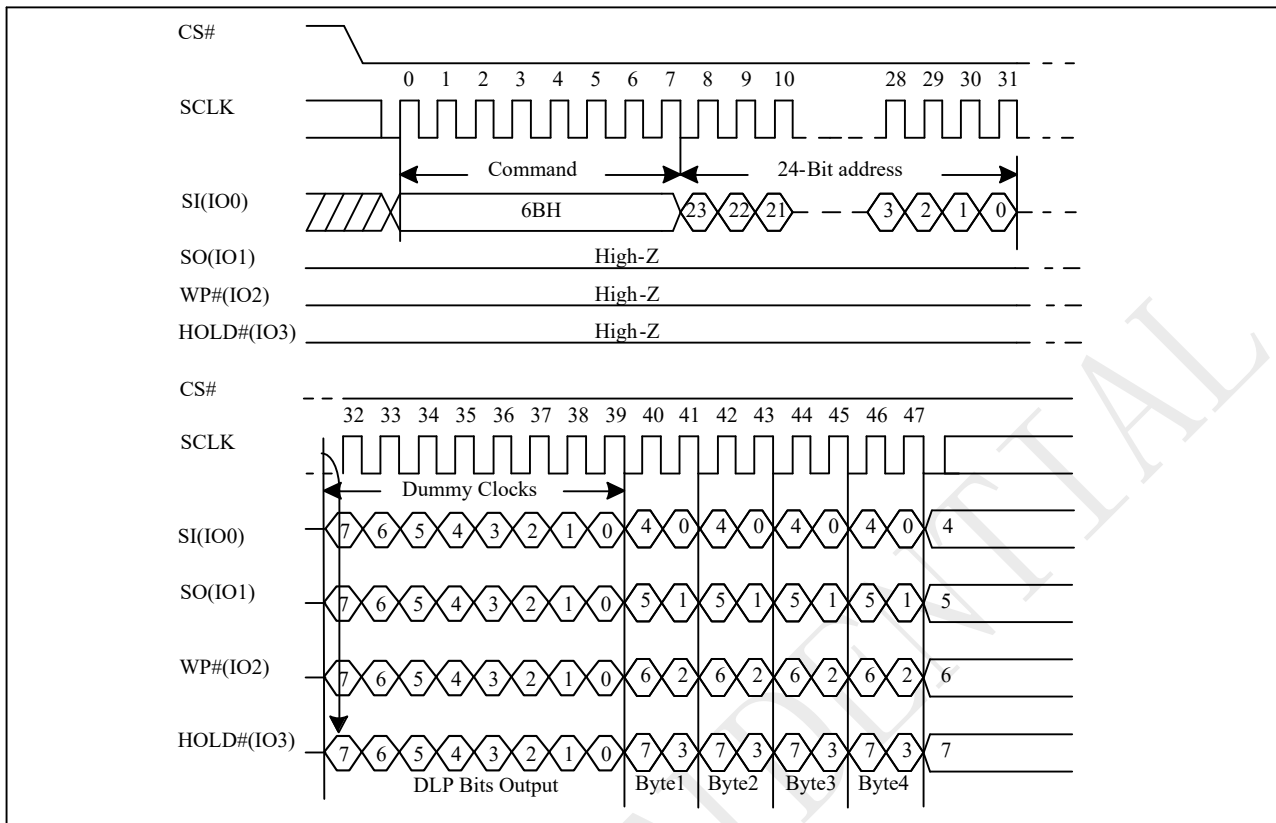 CS#
0 1 2 3 4 5 6 7 8 9 10 28 29 30 31
SCLK
Command 24-Bit address
SI(IO0) 6BH 23 22 21 3 2 1 0
SO(IO1) High-Z
WP#(IO2) High-Z
HOLD#(IO3) High-Z
CS#
32 33 34 35 36 37 38 39 40 41 42 43 44 45 46 47
SCLK
Dummy Clocks
SI(IO0) 7 6 5 4 3 2 1 0 4 0 4 0 4 0 4 0 4
SO(IO1) 7 6 5 4 3 2 1 0 5 1 5 1 5 1 5 1 5
WP#(IO2) 7 6 5 4 3 2 1 0 6 2 6 2 6 2 6 2 6
HOLD#(IO3) 7 6 5 4 3 2 1 0 7 3 7 3 7 3 7 3 7
DLP Bits Output Byte1 Byte2 Byte3 Byte4